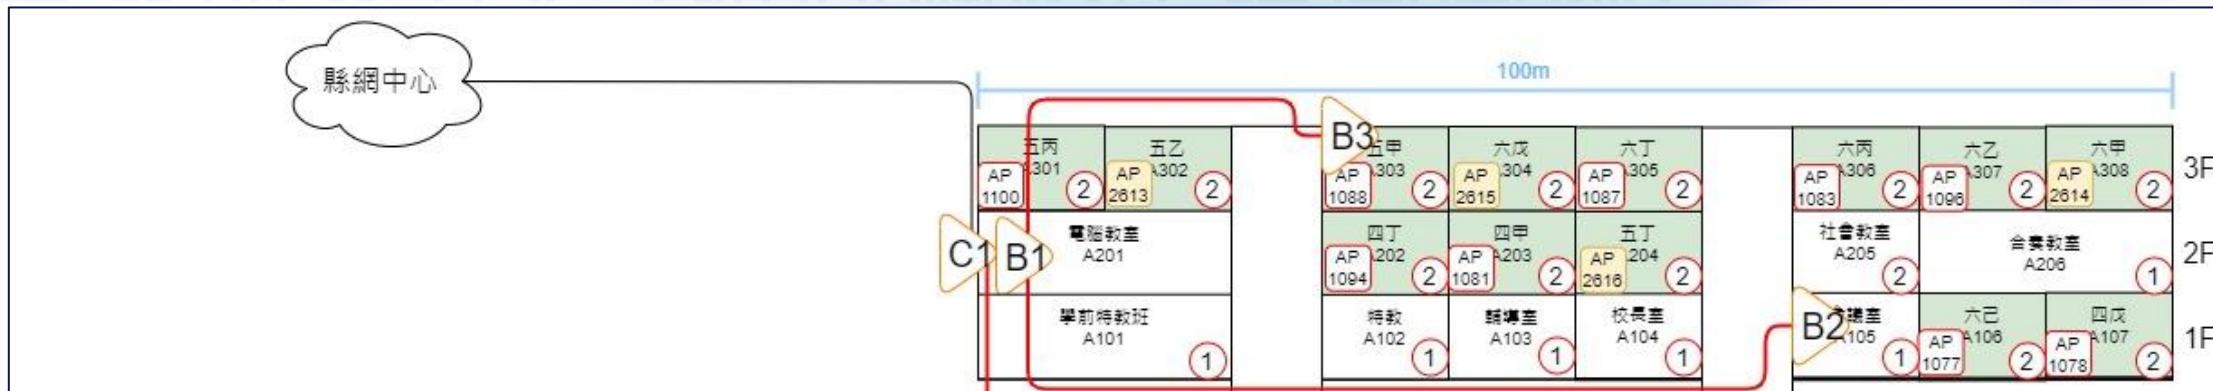 縣網中心
100m
B3
五丙
A301
AP
1100
2
五乙
A302
AP
2613
2
五甲
A303
AP
1088
2
六戊
A304
AP
2615
2
六丁
A305
AP
1087
2
六丙
A306
AP
1083
2
六乙
A307
AP
1096
2
六甲
A308
AP
2614
2
3F
C1
B1
電腦教室
A201
四丁
A202
AP
1094
2
四甲
A203
AP
1081
2
五丁
A204
AP
2616
2
社會教室
A205
2
合奏教室
A206
1
2F
學前特教班
A101
1
特教
A102
1
輔導室
A103
1
校長室
A104
1
B2
會議室
A105
1
六己
A106
AP
1077
2
四戊
A107
AP
1078
2
1F